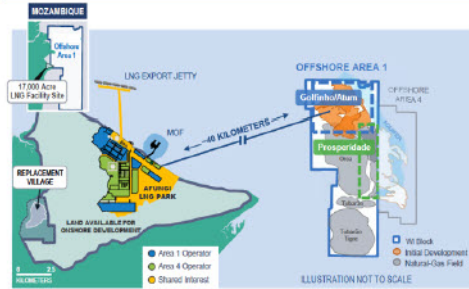 MOZAMBIQUE
Offshore
Area 1
17,000 Acre
LNG Facility Site
LNG EXPORT JETTY
MOF
~40 KILOMETERS
REPLACEMENT
VILLAGE
AFUNGI
LNG PARK
LAND AVAILABLE FOR
ONSHORE DEVELOPMENT
0 2.5
KILOMETERS
Area 1 Operator
Area 4 Operator
Shared Interest
OFFSHORE AREA 1
Golfinho/Atum
OFFSHORE
AREA 4
Prosperidade
Orca
Tubarão
Tubarão
Tigre
Initial Development
Natural-Gas Field
ILLUSTRATION NOT TO SCALE